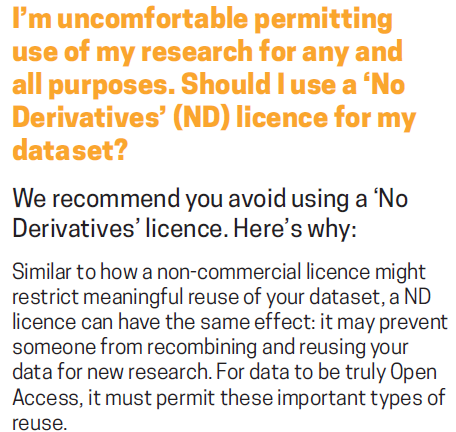 I'm uncomfortable permitting
use of my research for any and
all purposes. Should I use a 'No
Derivatives' (ND) licence for my
dataset?
We recommend you avoid using a 'No
Derivatives' licence. Here's why:
Similar to how a non-commercial licence might
restrict meaningful reuse of your dataset, a ND
licence can have the same effect: it may prevent
someone from recombining and reusing your
data for new research. For data to be truly Open
Access, it must permit these important types of
reuse.